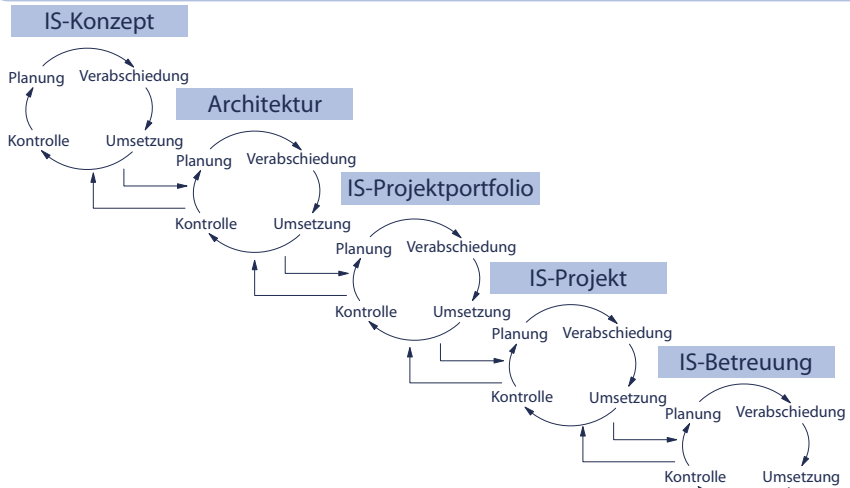 IS-Konzept
Planung Verabschiedung
Kontrolle Umsetzung
Architektur
Planung Verabschiedung
Kontrolle Umsetzung
IS-Projektportfolio
Planung Verabschiedung
Kontrolle Umsetzung
IS-Projekt
Planung Verabschiedung
Kontrolle Umsetzung
IS-Betreuung
Planung Verabschiedung
Kontrolle Umsetzung